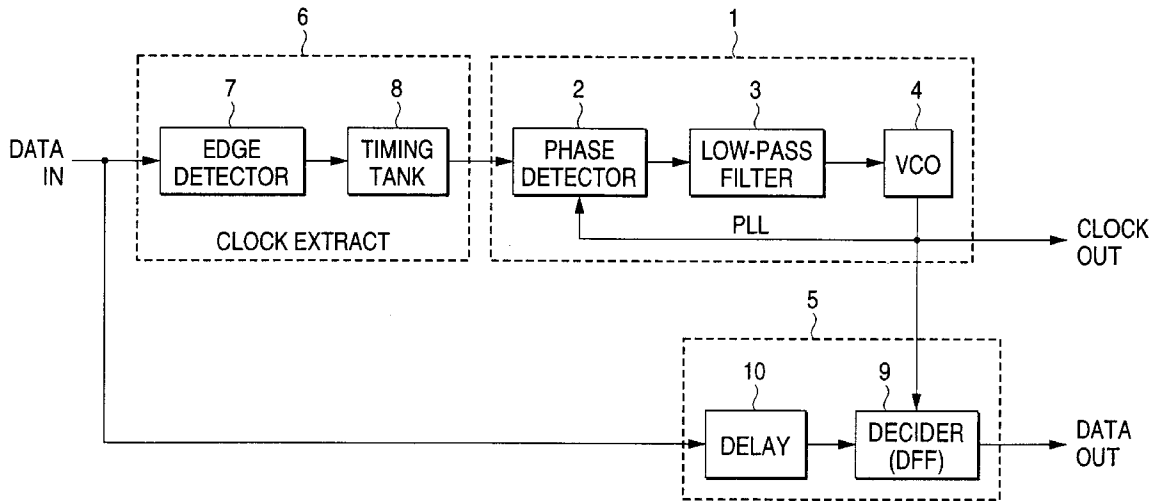 6
1
7
8
2
3
4
DATA
IN
EDGE
DETECTOR
TIMING
TANK
PHASE
DETECTOR
LOW-PASS
FILTER
VCO
CLOCK EXTRACT
PLL
CLOCK
OUT
5
10
9
DELAY
DECIDER
(DFF)
DATA
OUT